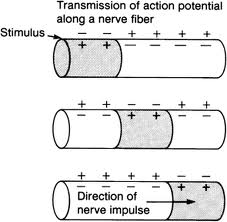 Transmission of action potential
along a nerve fiber
Stimulus
− − + + + +
+ + − − − −
+ + − − + +
− − + + − −
+ + + + − −
− − − − + +
Direction of
nerve impulse